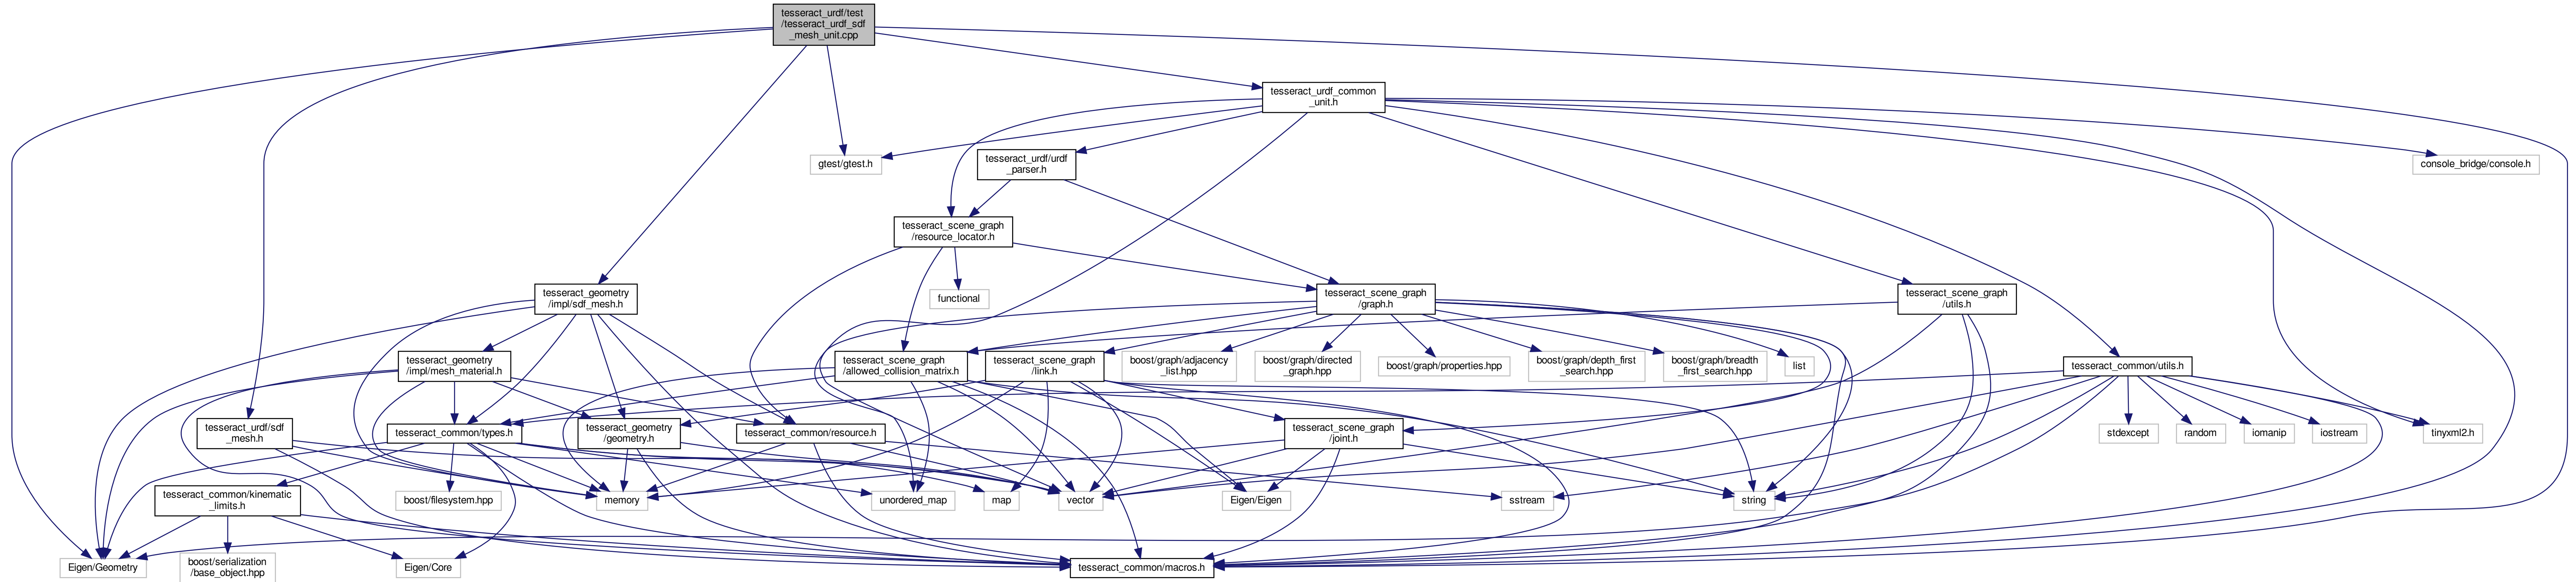 tesseract_urdf/test
/tesseract_urdf_sdf
_mesh_unit.cpp
tesseract_urdf_common
_unit.h
gtest/gtest.h
tesseract_urdf/urdf
_parser.h
console_bridge/console.h
tesseract_scene_graph
/resource_locator.h
tesseract_geometry
/impl/sdf_mesh.h
functional
tesseract_scene_graph
/graph.h
tesseract_scene_graph
/utils.h
tesseract_geometry
/impl/mesh_material.h
tesseract_scene_graph
/allowed_collision_matrix.h
tesseract_scene_graph
/link.h
boost/graph/adjacency
_list.hpp
boost/graph/directed
_graph.hpp
boost/graph/properties.hpp
boost/graph/depth_first
_search.hpp
boost/graph/breadth
_first_search.hpp
list
tesseract_common/utils.h
tesseract_urdf/sdf
_mesh.h
tesseract_common/types.h
tesseract_geometry
/geometry.h
tesseract_common/resource.h
tesseract_scene_graph
/joint.h
stdexcept
random
iomanip
iostream
tinyxml2.h
tesseract_common/kinematic
_limits.h
boost/filesystem.hpp
memory
unordered_map
map
vector
Eigen/Eigen
sstream
string
Eigen/Geometry
boost/serialization
/base_object.hpp
Eigen/Core
tesseract_common/macros.h